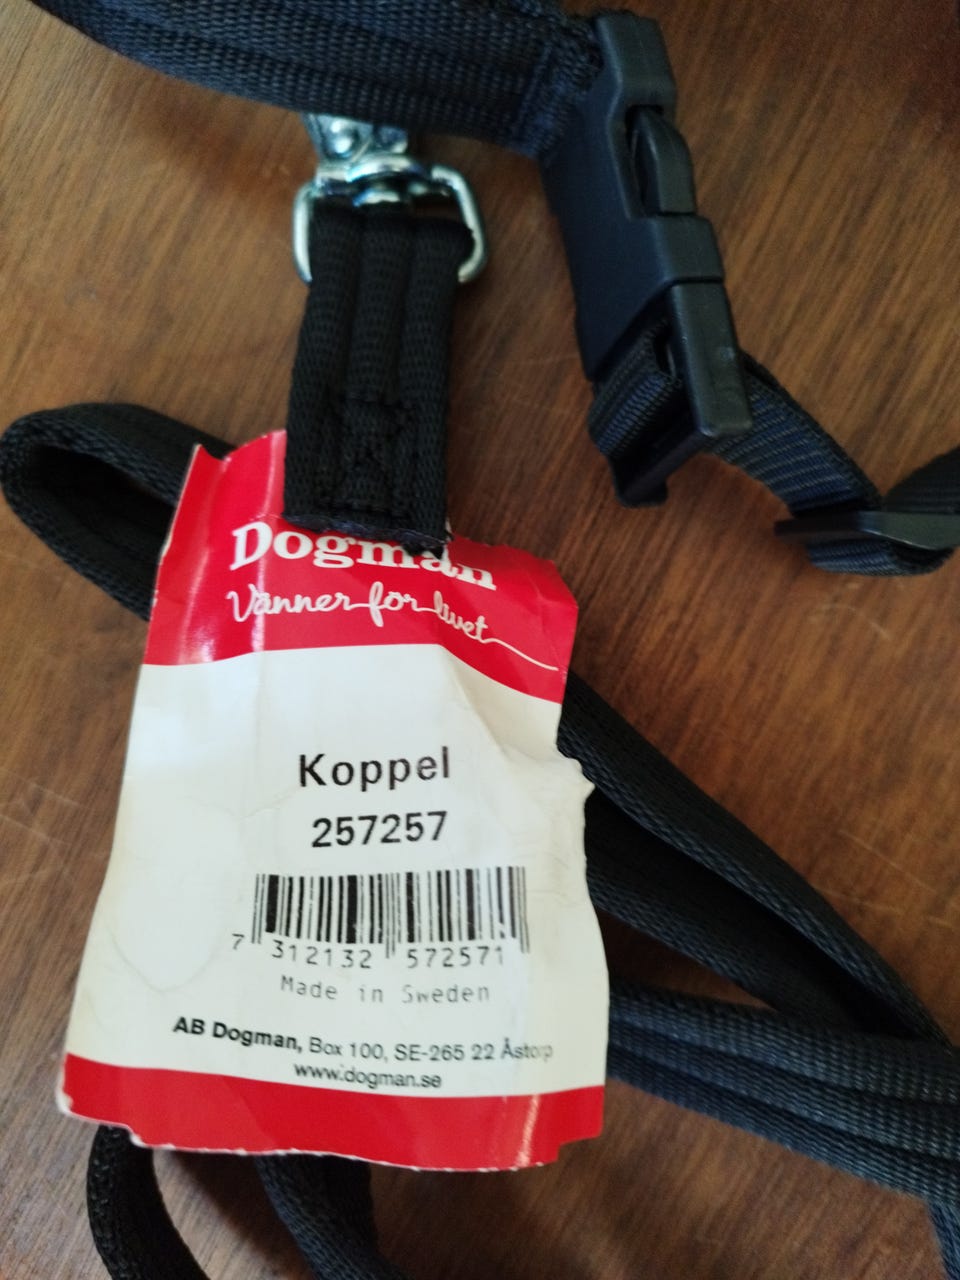 Dogman
Vänner för livet
Koppel
257257
7 312132 572571
Made in Sweden
AB Dogman, Box 100, SE-265 22 Åstorp
www.dogman.se